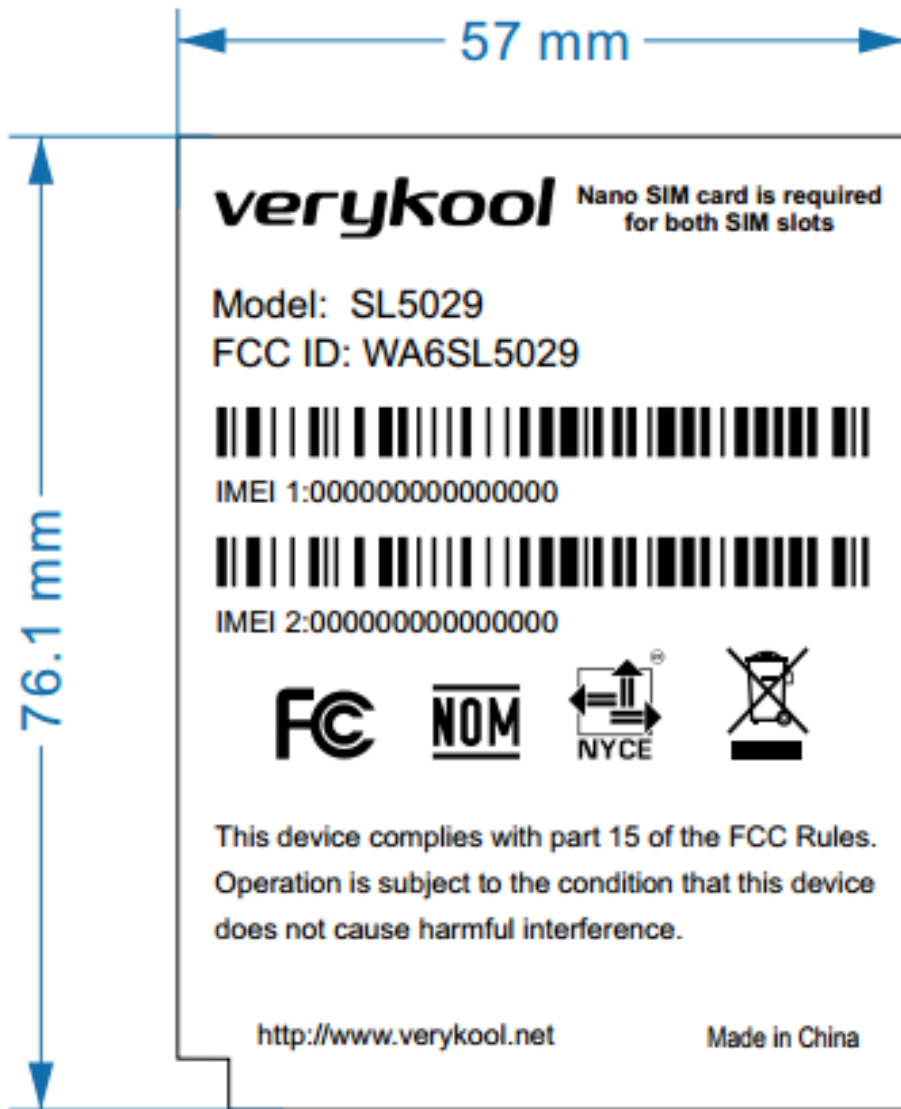 57 mm
76.1 mm
verykool
Nano SIM card is required
for both SIM slots
Model: SL5029
FCC ID: WA6SL5029
IMEI 1:000000000000000
IMEI 2:000000000000000
FC
NOM
NYCE
This device complies with part 15 of the FCC Rules.
Operation is subject to the condition that this device
does not cause harmful interference.
http://www.verykool.net
Made in China